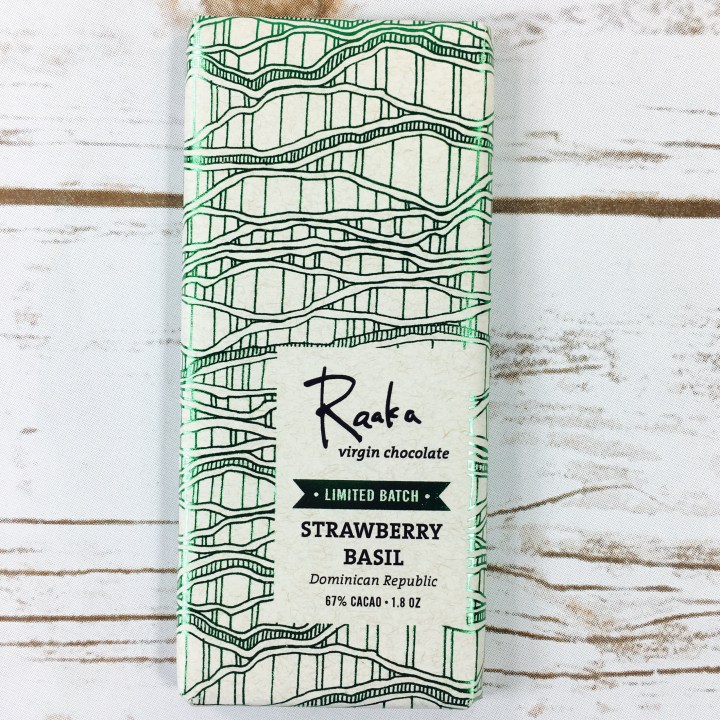 Raaka
virgin chocolate
• LIMITED BATCH •
STRAWBERRY
BASIL
Dominican Republic
67% CACAO • 1.8 OZ